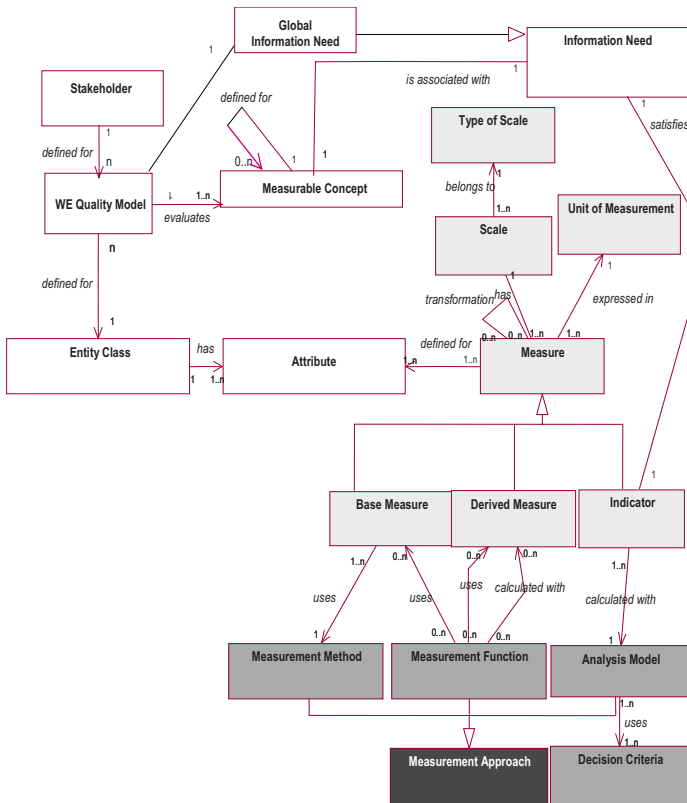 Global
Information Need
Information Need
1
is associated with
1
1
Stakeholder
defined for
Type of Scale
satisfies
1
1
defined for
n
0..n
1
1
Measurable Concept
belongs to
1
WE Quality Model
1..n
evaluates
1..n
Unit of Measurement
n
Scale
1
1
defined for
transformation
has
expressed in
0..n
0..n
1..n
1..n
1
Entity Class
has
Attribute
defined for
Measure
1..n
1..n
1
1..n
1
Base Measure
Derived Measure
Indicator
1..n
0..n
0..n
0..n
1..n
uses
uses
uses
calculated with
calculated with
1
0..n
0..n
0..n
1
Measurement Method
Measurement Function
Analysis Model
1..n
uses
1..n
Measurement Approach
Decision Criteria